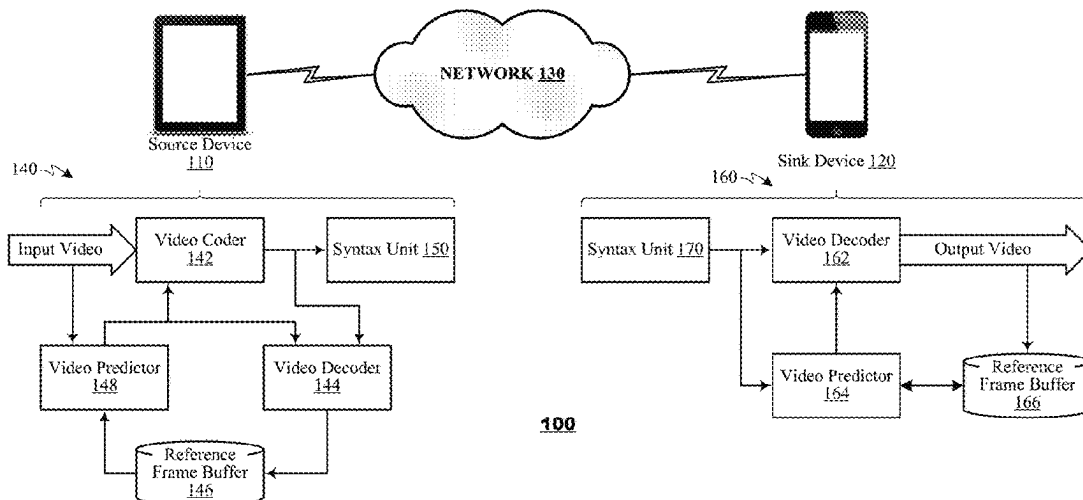 NETWORK 130
Source Device
110
Sink Device 120
140
160
Input Video
Video Coder
142
Syntax Unit 150
Syntax Unit 170
Video Decoder
162
Output Video
Video Predictor
148
Video Decoder
144
Video Predictor
164
Reference
Frame Buffer
166
100
Reference
Frame Buffer
146